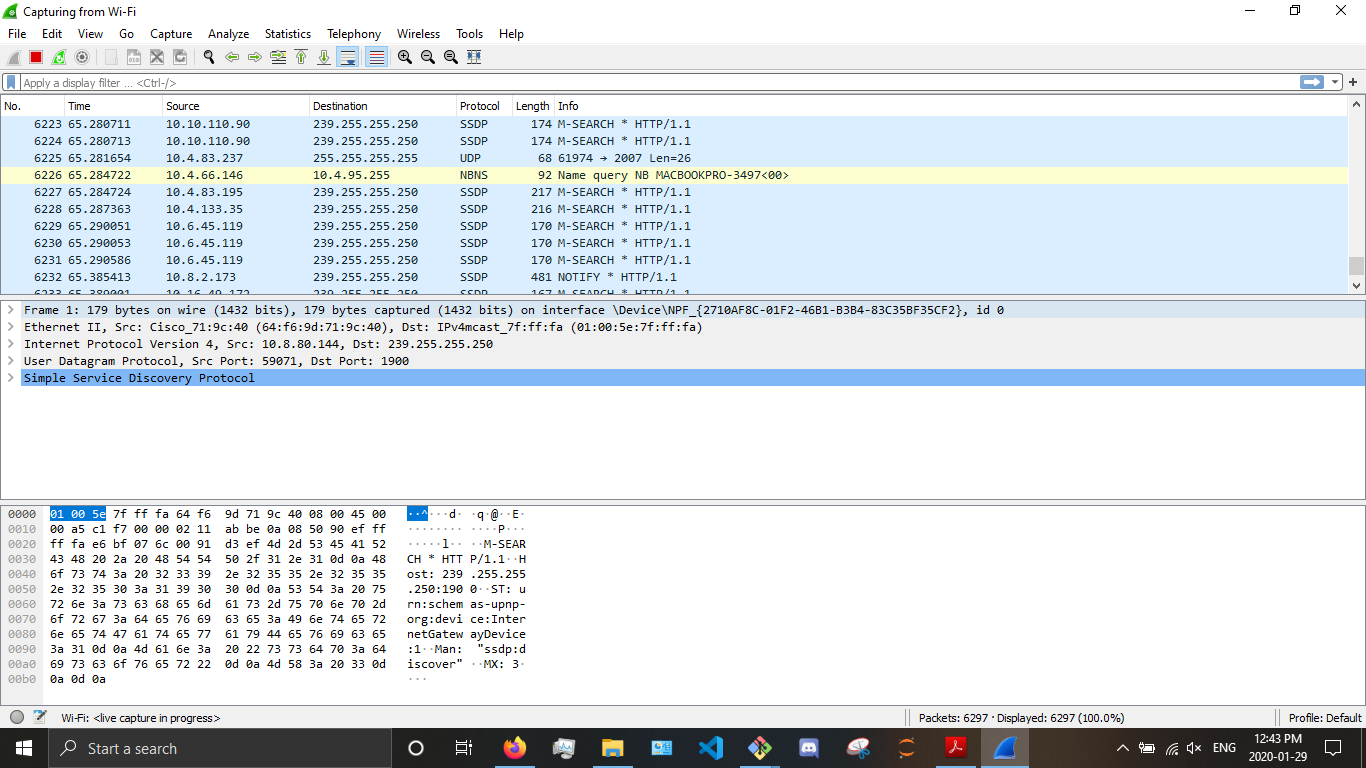 Capturing from Wi-Fi
File Edit View Go Capture Analyze Statistics Telephony Wireless Tools Help
Apply a display filter ... <Ctrl-/>
No. Time Source Destination Protocol Length Info
6223 65.280711 10.10.110.90 239.255.255.250 SSDP 174 M-SEARCH * HTTP/1.1
6224 65.280713 10.10.110.90 239.255.255.250 SSDP 174 M-SEARCH * HTTP/1.1
6225 65.281654 10.4.83.237 255.255.255.255 UDP 68 61974 → 2007 Len=26
6226 65.284722 10.4.66.146 10.4.95.255 NBNS 92 Name query NB MACBOOKPRO-3497<00>
6227 65.284724 10.4.83.195 239.255.255.250 SSDP 217 M-SEARCH * HTTP/1.1
6228 65.287363 10.4.133.35 239.255.255.250 SSDP 216 M-SEARCH * HTTP/1.1
6229 65.290051 10.6.45.119 239.255.255.250 SSDP 170 M-SEARCH * HTTP/1.1
6230 65.290053 10.6.45.119 239.255.255.250 SSDP 170 M-SEARCH * HTTP/1.1
6231 65.290586 10.6.45.119 239.255.255.250 SSDP 170 M-SEARCH * HTTP/1.1
6232 65.385413 10.8.2.173 239.255.255.250 SSDP 481 NOTIFY * HTTP/1.1
6233 65.389001 10.16.49.172 239.255.255.250 SSDP 167 M-SEARCH * HTTP/1.1
Frame 1: 179 bytes on wire (1432 bits), 179 bytes captured (1432 bits) on interface \Device\NPF_{2710AF8C-01F2-46B1-B3B4-83C35BF35CF2}, id 0
Ethernet II, Src: Cisco_71:9c:40 (64:f6:9d:71:9c:40), Dst: IPv4mcast_7f:ff:fa (01:00:5e:7f:ff:fa)
Internet Protocol Version 4, Src: 10.8.80.144, Dst: 239.255.255.250
User Datagram Protocol, Src Port: 59071, Dst Port: 1900
Simple Service Discovery Protocol
0000 01 00 5e 7f ff fa 64 f6 9d 71 9c 40 08 00 45 00 ··^···d· ·q·@··E·
0010 00 a5 c1 f7 00 00 02 11 ab be 0a 08 50 90 ef ff ········ ····P···
0020 ff fa e6 bf 07 6c 00 91 d3 ef 4d 2d 53 45 41 52 ·····l·· ··M-SEAR
0030 43 48 20 2a 20 48 54 54 50 2f 31 2e 31 0d 0a 48 CH * HTT P/1.1··H
0040 6f 73 74 3a 20 32 33 39 2e 32 35 35 2e 32 35 35 ost: 239 .255.255
0050 2e 32 35 30 3a 31 39 30 30 0d 0a 53 54 3a 20 75 .250:190 0··ST: u
0060 72 6e 3a 73 63 68 65 6d 61 73 2d 75 70 6e 70 2d rn:schem as-upnp-
0070 6f 72 67 3a 64 65 76 69 63 65 3a 49 6e 74 65 72 org:devi ce:Inter
0080 6e 65 74 47 61 74 65 77 61 79 44 65 76 69 63 65 netGatew ayDevice
0090 3a 31 0d 0a 4d 61 6e 3a 20 22 73 73 64 70 3a 64 :1··Man: "ssdp:d
00a0 69 73 63 6f 76 65 72 22 0d 0a 4d 58 3a 20 33 0d iscover" ··MX: 3·
00b0 0a 0d 0a ···
Wi-Fi: <live capture in progress> Packets: 6297 · Displayed: 6297 (100.0%) Profile: Default
Start a search ENG 12:43 PM
2020-01-29